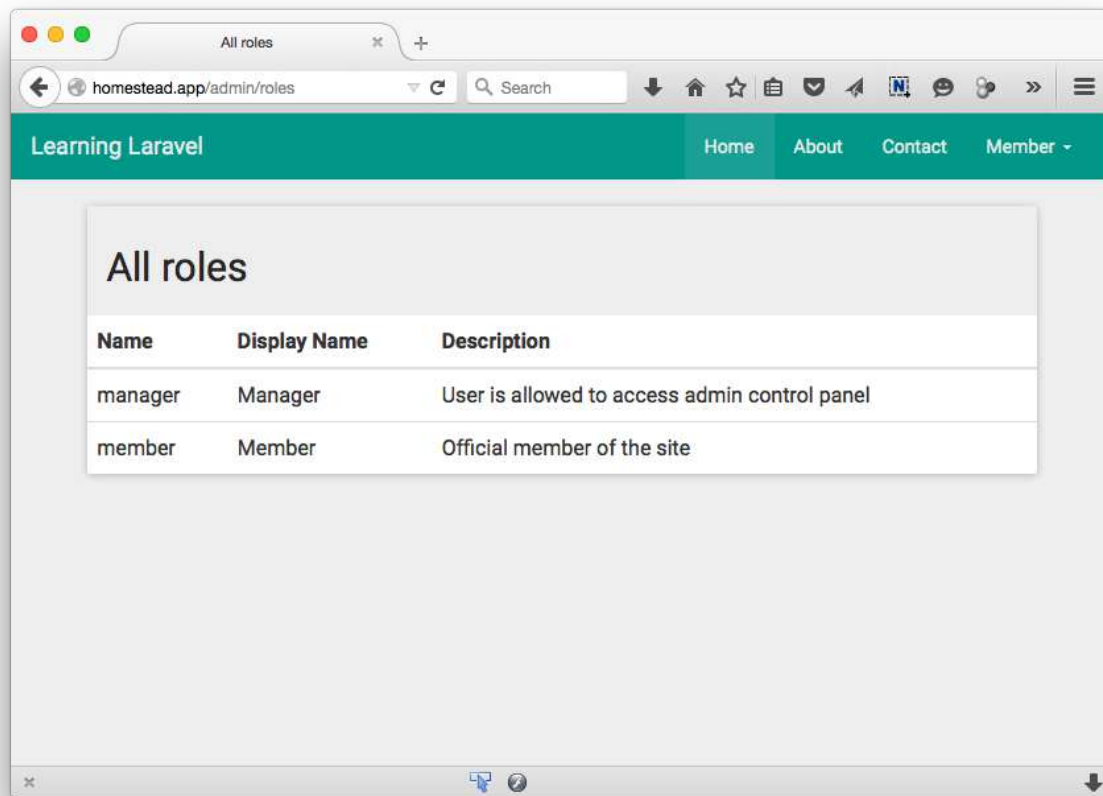 All roles
homestead.app/admin/roles
Search
N
Learning Laravel
Home About Contact Member
All roles
Name Display Name Description
manager Manager User is allowed to access admin control panel
member Member Official member of the site